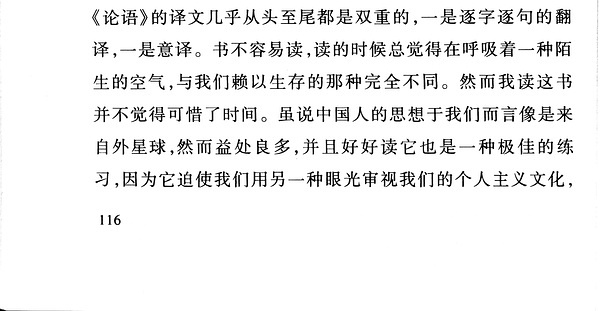 《论语》的译文几乎从头至尾都是双重的,一是逐字逐句的翻
译,一是意译。书不容易读,读的时候总觉得在呼吸着一种陌
生的空气,与我们赖以生存的那种完全不同。然而我读这书
并不觉得可惜了时间。虽说中国人的思想于我们而言像是来
自外星球,然而益处良多,并且好好读它也是一种极佳的练
习,因为它迫使我们用另一种眼光审视我们的个人主义文化,
116